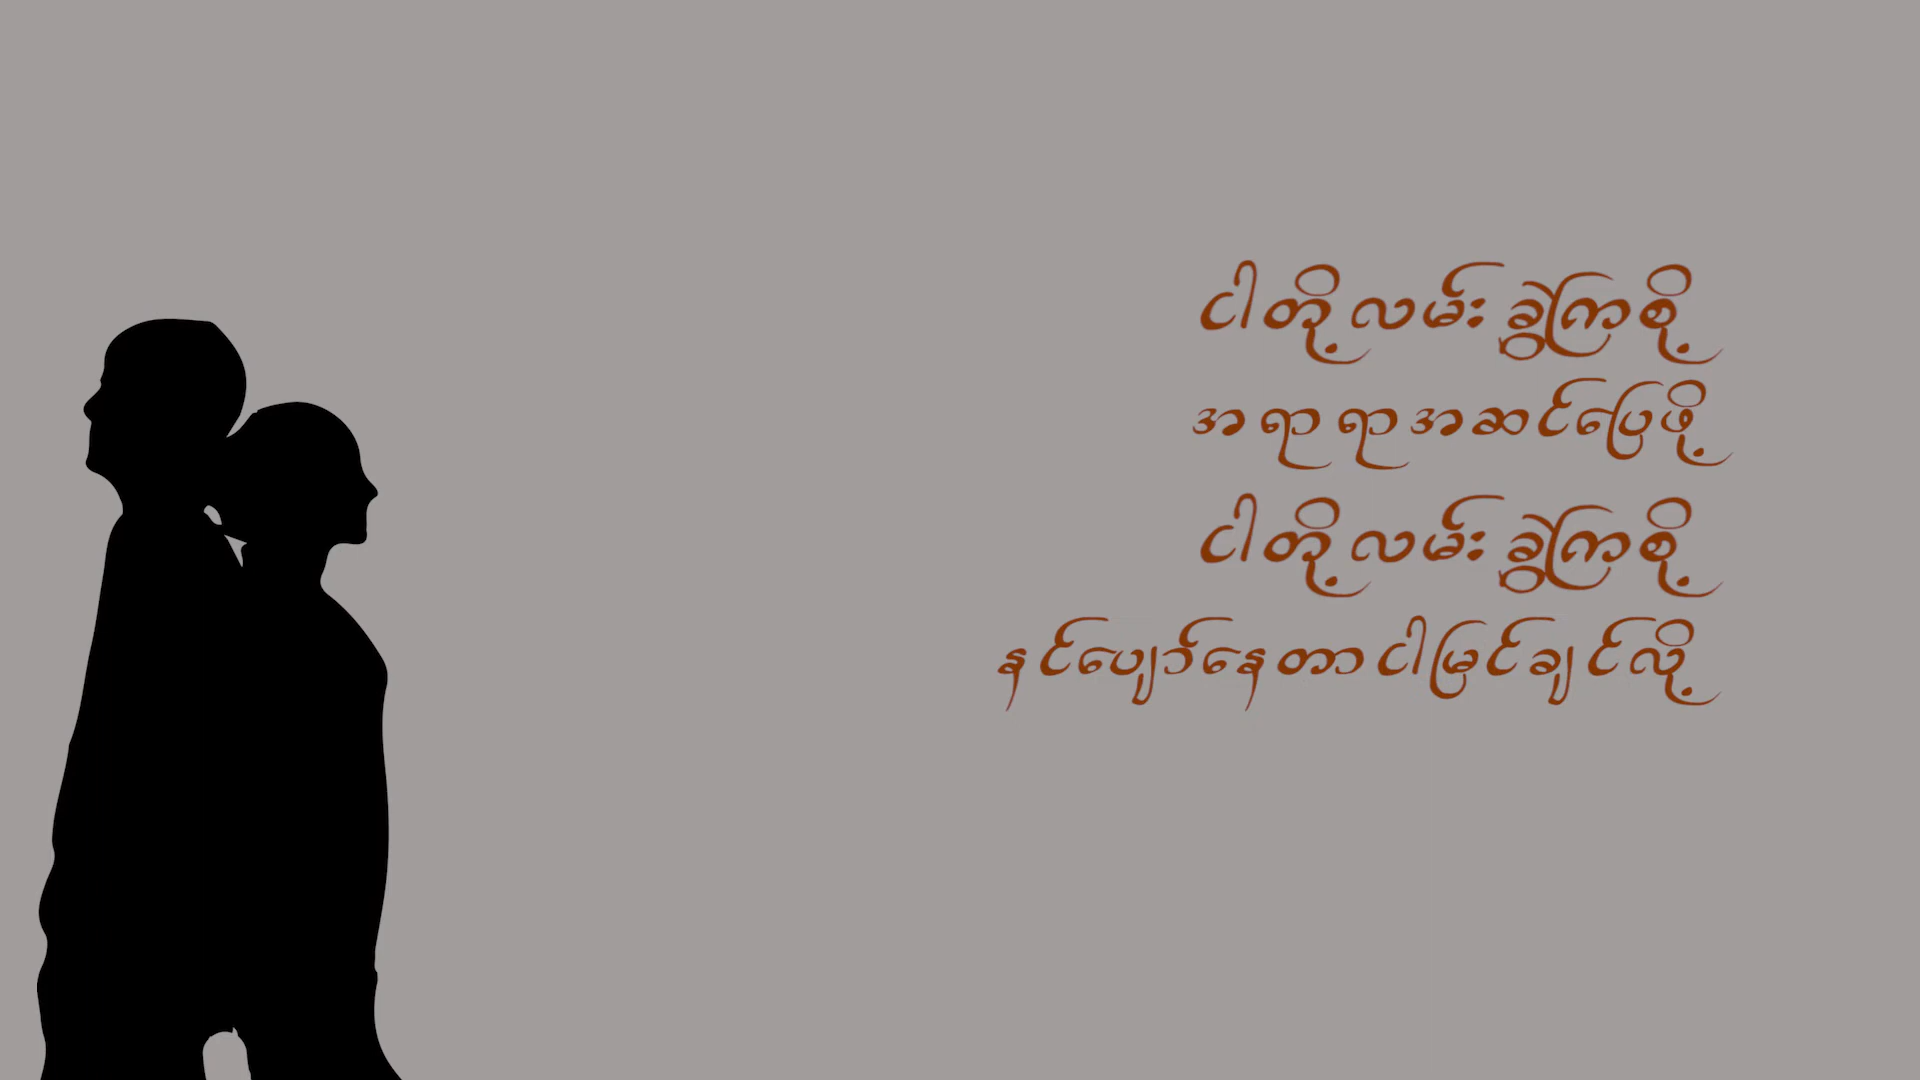 ငါတို့လမ်းခွဲကြစို့
အရာရာအဆင်ပြေဖို့
ငါတို့လမ်းခွဲကြစို့
နင်ပျော်နေတာငါမြင်ချင်လို့